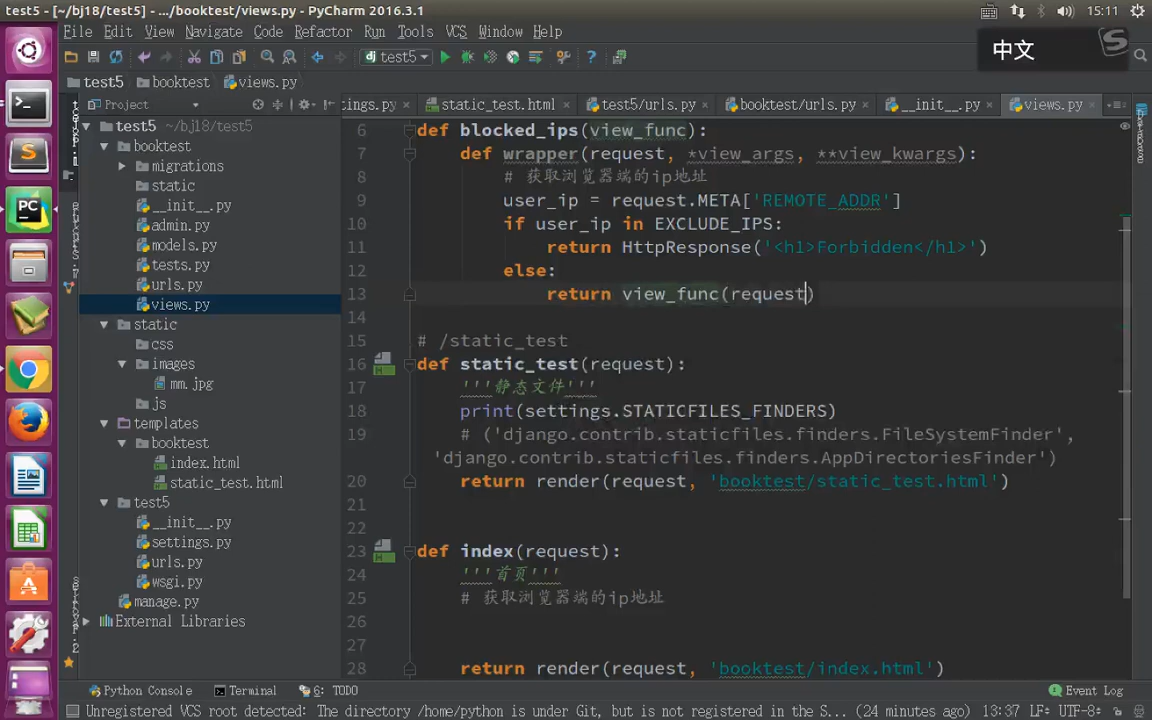 test5 - [~/bj18/test5] - .../booktest/views.py - PyCharm 2016.3.1
15:11
File Edit View Navigate Code Refactor Run Tools VCS Window Help
中文
test5
test5 booktest views.py
Project
tings.py static_test.html test5/urls.py booktest/urls.py __init__.py views.py
test5 ~/bj18/test5
booktest
migrations
static
__init__.py
admin.py
models.py
tests.py
urls.py
views.py
static
css
images
mm.jpg
js
templates
booktest
index.html
static_test.html
test5
__init__.py
settings.py
urls.py
wsgi.py
manage.py
External Libraries
6 def blocked_ips(view_func):
7 def wrapper(request, *view_args, **view_kwargs):
8 # 获取浏览器端的ip地址
9 user_ip = request.META['REMOTE_ADDR']
10 if user_ip in EXCLUDE_IPS:
11 return HttpResponse('<h1>Forbidden</h1>')
12 else:
13 return view_func(request)
14
15 # /static_test
16 def static_test(request):
17 '''静态文件'''
18 print(settings.STATICFILES_FINDERS)
19 # ('django.contrib.staticfiles.finders.FileSystemFinder',
'django.contrib.staticfiles.finders.AppDirectoriesFinder')
20 return render(request, 'booktest/static_test.html')
21
22
23 def index(request):
24 '''首页'''
25 # 获取浏览器端的ip地址
26
28 return render(request, 'booktest/index.html')
Python Console Terminal 6: TODO Event Log
Unregistered VCS root detected: The directory /home/python is under Git, but is not registered in the S... (24 minutes ago) 13:37 LF÷ UTF-8÷